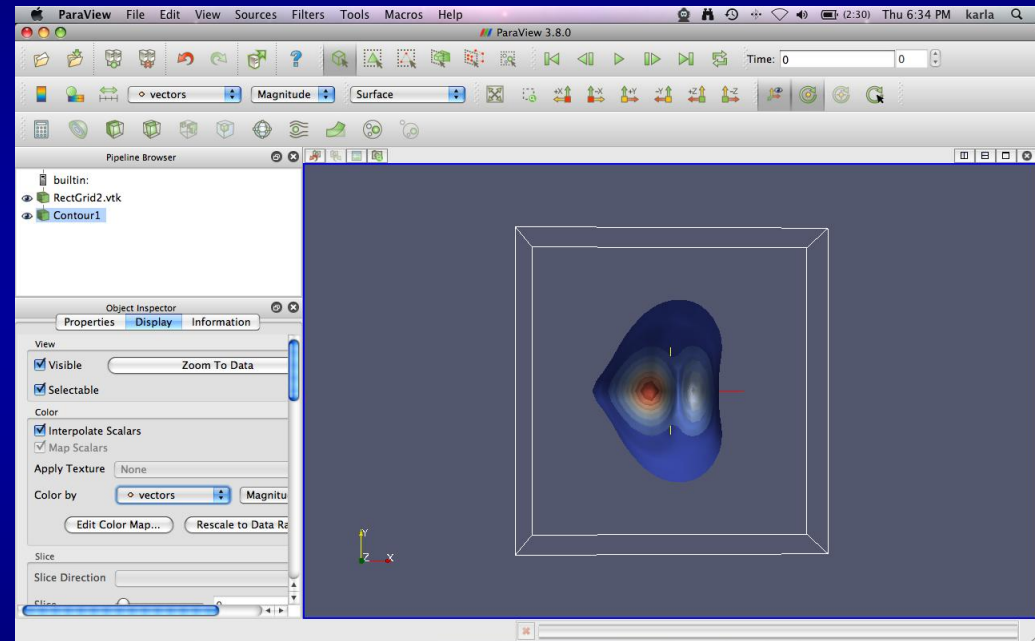 ParaView File Edit View Sources Filters Tools Macros Help (2:30) Thu 6:34 PM karla
ParaView 3.8.0
Time: 0 0
vectors Magnitude Surface
+X -X +Y -Y +Z -Z
Pipeline Browser
builtin:
RectGrid2.vtk
Contour1
Object Inspector
Properties Display Information
View
Visible Zoom To Data
Selectable
Color
Interpolate Scalars
Map Scalars
Apply Texture None
Color by vectors Magnitu
Edit Color Map... Rescale to Data Ra
Slice
Slice Direction
Slice 0
Y
Z X